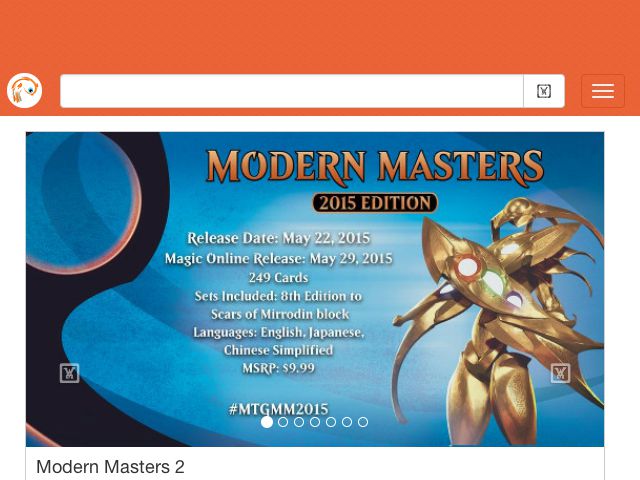 MODERN MASTERS
2015 EDITION
Release Date: May 22, 2015
Magic Online Release: May 29, 2015
249 Cards
Sets Included: 8th Edition to
Scars of Mirrodin block
Languages: English, Japanese,
Chinese Simplified
MSRP: $9.99
#MTGMM2015
Modern Masters 2